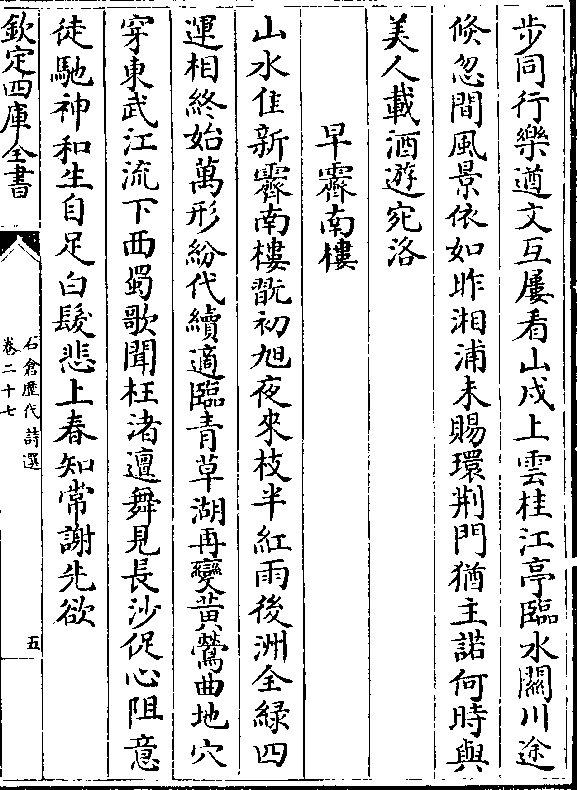 步同行樂遒文互屢看山戍上雲桂江亭臨水關川途
倐忽間風景依如昨湘浦未賜環荆門猶主諾何時與
美人載酒遊宛洛
早霽南樓
山水佳新霽南樓翫初旭夜來枝半紅雨後洲全緑四
運相終始萬形紛代續適臨青草湖再變黃鶯曲地穴
穿東武江流下西蜀歌聞枉渚邅舞見長沙促心阻意
徒馳神和生自足白髮悲上春知常謝先欲
欽定四庫全書
石倉歷代詩選
卷二十七
五